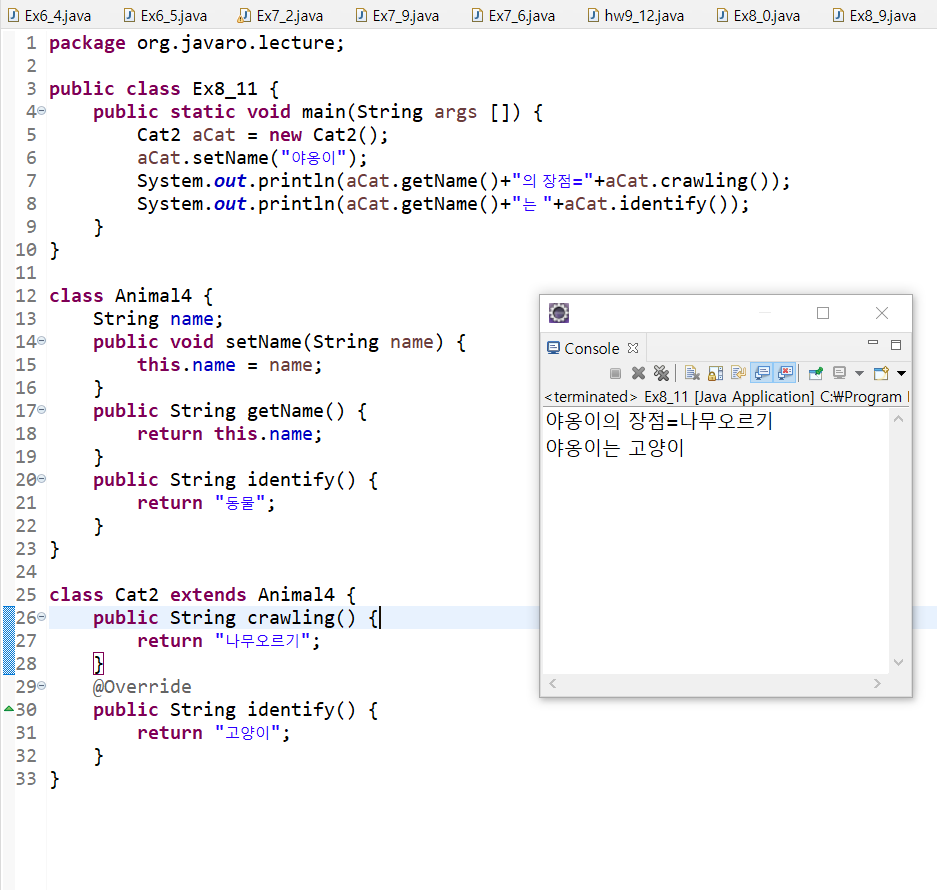 Ex6_4.java Ex6_5.java Ex7_2.java Ex7_9.java Ex7_6.java hw9_12.java Ex8_0.java Ex8_9.java
1 package org.javaro.lecture;
2
3 public class Ex8_11 {
4 public static void main(String args []) {
5 Cat2 aCat = new Cat2();
6 aCat.setName("야옹이");
7 System.out.println(aCat.getName()+"의 장점="+aCat.crawling());
8 System.out.println(aCat.getName()+"는 "+aCat.identify());
9 }
10 }
11
12 class Animal4 {
13 String name;
14 public void setName(String name) {
15 this.name = name;
16 }
17 public String getName() {
18 return this.name;
19 }
20 public String identify() {
21 return "동물";
22 }
23 }
24
25 class Cat2 extends Animal4 {
26 public String crawling() {
27 return "나무오르기";
28 }
29 @Override
30 public String identify() {
31 return "고양이";
32 }
33 }
Console
<terminated> Ex8_11 [Java Application] C:₩Program
야옹이의 장점=나무오르기
야옹이는 고양이